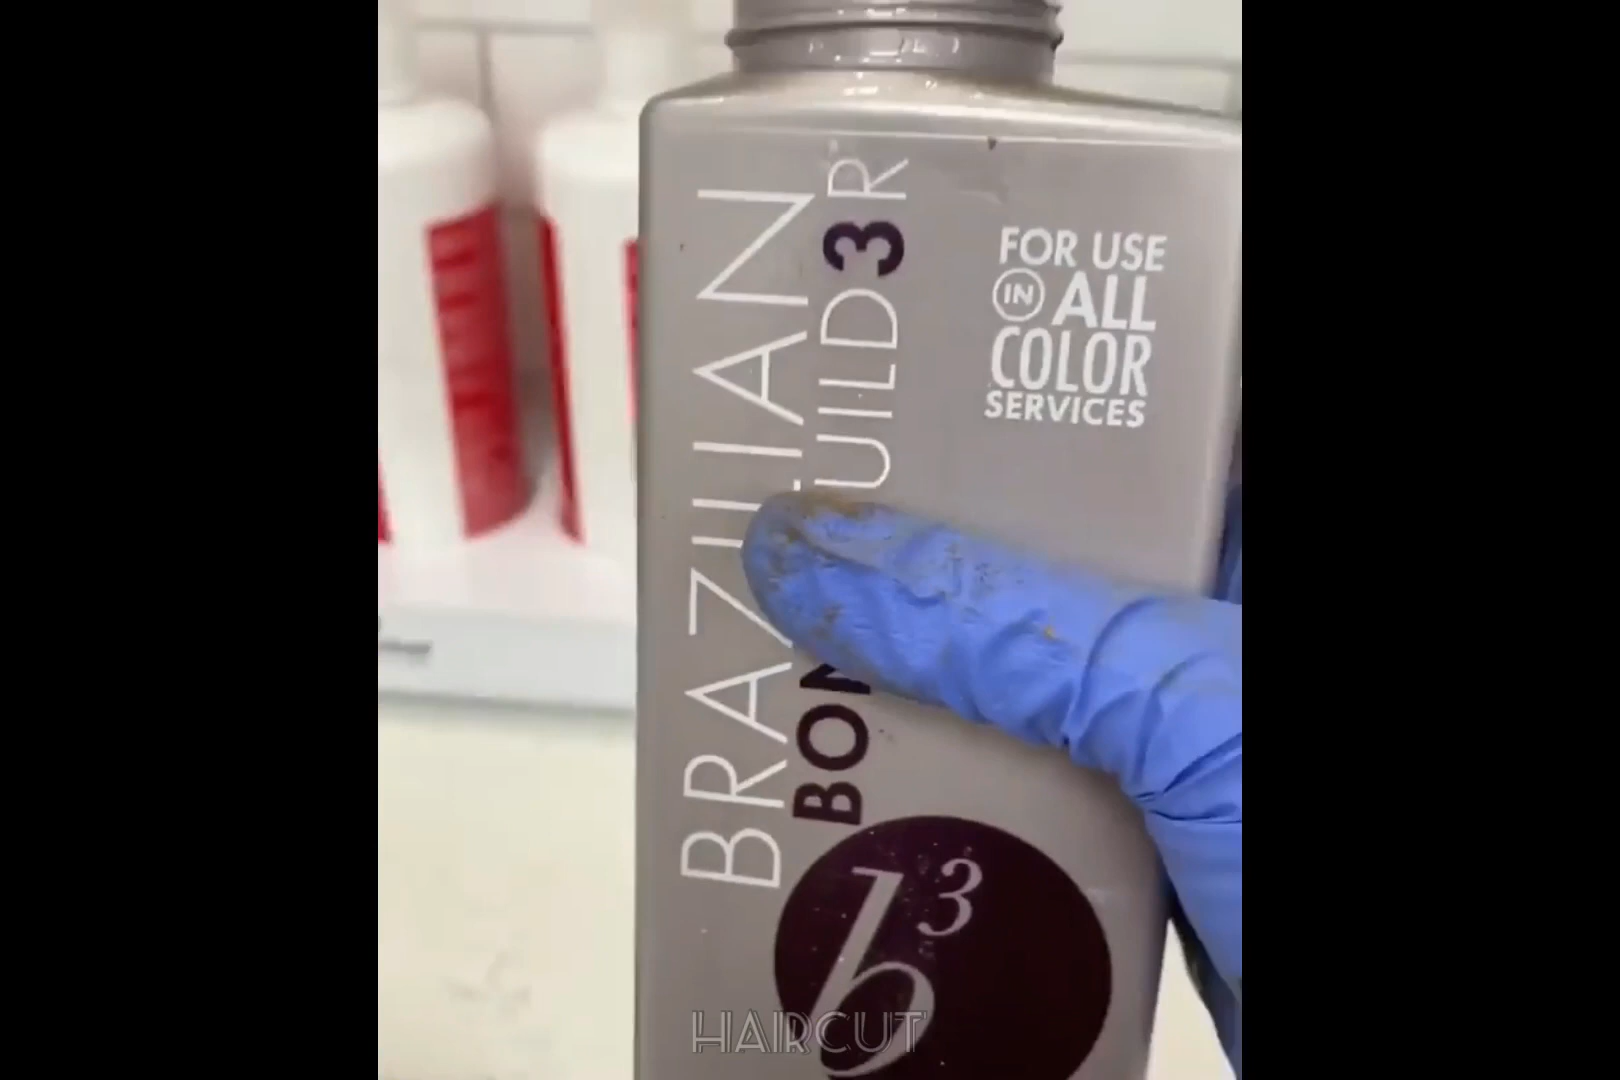 BRAZILIAN
BOND BUILD3R
FOR USE
IN ALL
COLOR
SERVICES
b3
HAIRCUT